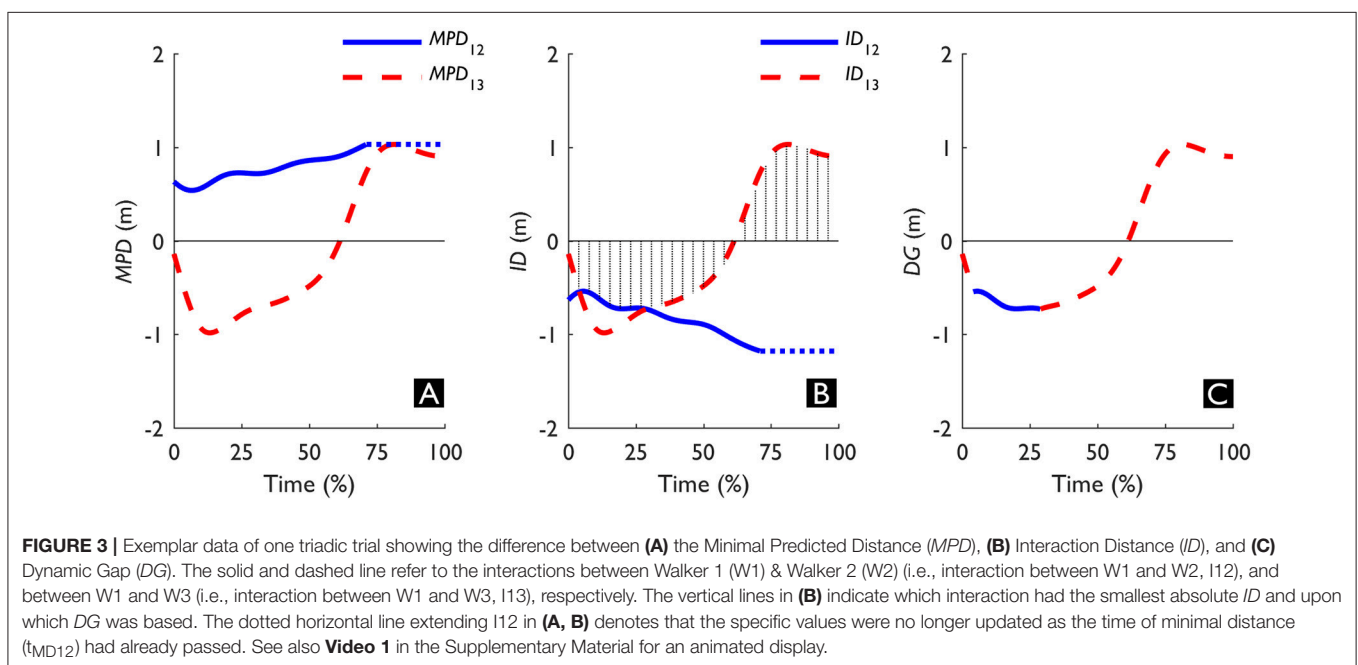 2
1
0
-1
-2
MPD (m)
0 25 50 75 100
Time (%)
MPD12
MPD13
A
2
1
0
-1
-2
ID (m)
0 25 50 75 100
Time (%)
ID12
ID13
B
2
1
0
-1
-2
DG (m)
0 25 50 75 100
Time (%)
C
FIGURE 3 | Exemplar data of one triadic trial showing the difference between (A) the Minimal Predicted Distance (MPD), (B) Interaction Distance (ID), and (C)
Dynamic Gap (DG). The solid and dashed line refer to the interactions between Walker 1 (W1) & Walker 2 (W2) (i.e., interaction between W1 and W2, I12), and
between W1 and W3 (i.e., interaction between W1 and W3, I13), respectively. The vertical lines in (B) indicate which interaction had the smallest absolute ID and upon
which DG was based. The dotted horizontal line extending I12 in (A, B) denotes that the specific values were no longer updated as the time of minimal distance
(tMD12) had already passed. See also Video 1 in the Supplementary Material for an animated display.